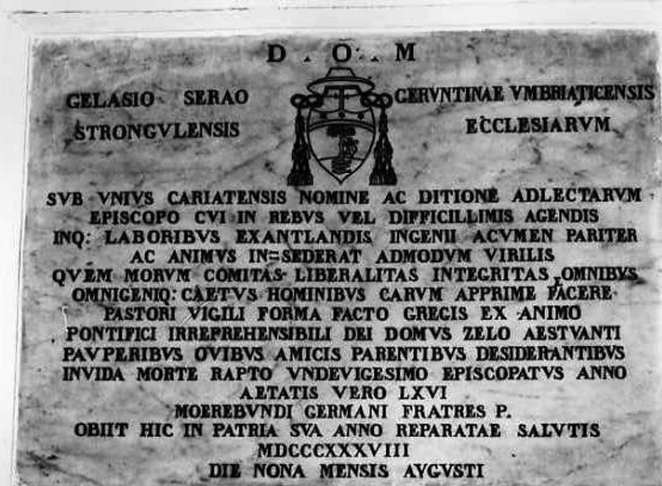 D . O . M
GELASIO SERAO GERVNTINAE VMBRIATICENSIS
STRONGVLENSIS ECCLESIARVM
SVB VNIVS CARIATENSIS NOMINE AC DITIONE ADLECTARVM
EPISCOPO CVI IN REBVS VEL DIFFICILLIMIS AGENDIS
INQ: LABORIBVS EXANTLANDIS INGENII ACVMEN PARITER
AC ANIMVS IN=SEDERAT ADMODVM VIRILIS
QVEM MORVM COMITAS LIBERALITAS INTEGRITAS OMNIBVS
OMNIGENIQ: CAETVS HOMINIBVS CARVM APPRIME FACERE
PASTORI VIGILI FORMA FACTO GREGIS EX ANIMO
PONTIFICI IRREPREHENSIBILI DEI DOMVS ZELO AESTVANTI
PAVPERIBVS OVIBVS AMICIS PARENTIBVS DESIDERANTIBVS
INVIDA MORTE RAPTO VNDEVIGESIMO EPISCOPATVS ANNO
AETATIS VERO LXVI
MOEREBVNDI GERMANI FRATRES P.
OBIIT HIC IN PATRIA SVA ANNO REPARATAE SALVTIS
MDCCCXXXVIII
DIE NONA MENSIS AVGVSTI